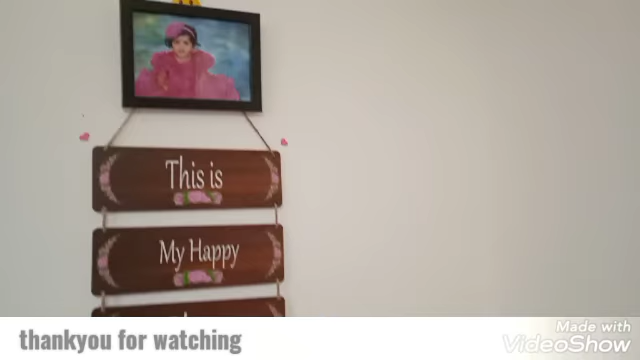 This is
My Happy
thankyou for watching
Made with
VideoShow